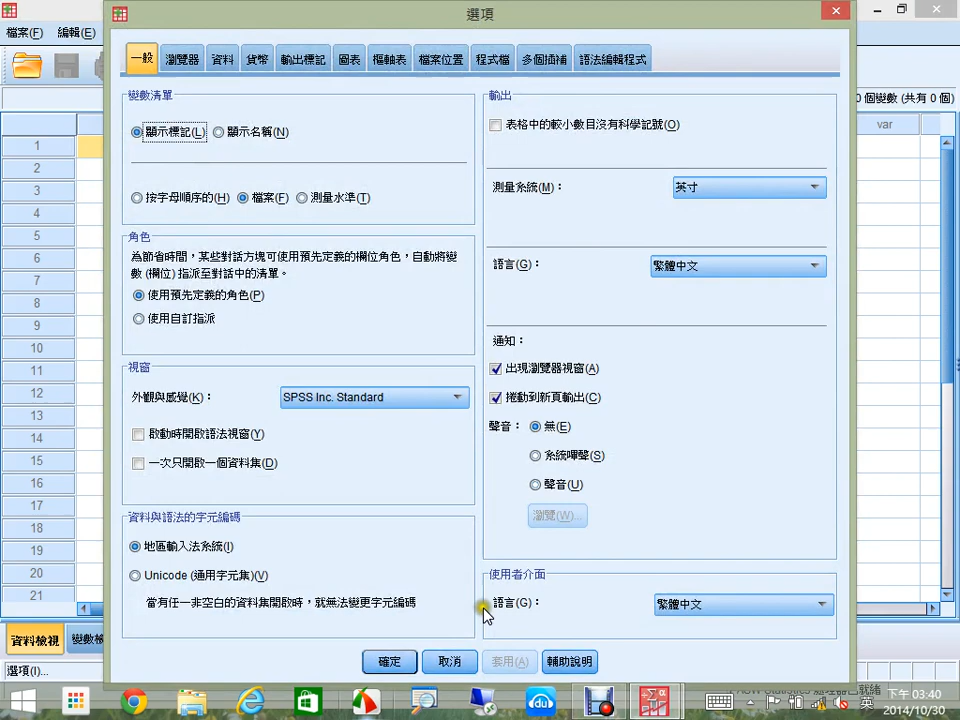 選項
檔案(F)
編輯(E)
一般
瀏覽器
資料
貨幣
輸出標記
圖表
樞軸表
檔案位置
程式檔
多個插補
語法編輯程式
0 個變數 (共有 0 個)
var
變數清單
顯示標記(L)
顯示名稱(N)
按字母順序的(H)
檔案(F)
測量水準(T)
角色
為節省時間，某些對話方塊可使用預先定義的欄位角色，自動將變
數 (欄位) 指派至對話中的清單。
使用預先定義的角色(P)
使用自訂指派
視窗
外觀與感覺(K)：
SPSS Inc. Standard
啟動時開啟語法視窗(Y)
一次只開啟一個資料集(D)
資料與語法的字元編碼
地區輸入法系統(I)
Unicode (通用字元集)(V)
當有任一非空白的資料集開啟時，就無法變更字元編碼
輸出
表格中的較小數目沒有科學記號(O)
測量系統(M)：
英寸
語言(G)：
繁體中文
通知：
出現瀏覽器視窗(A)
捲動到新頁輸出(C)
聲音：
無(E)
系統嗶聲(S)
聲音(U)
瀏覽(W)...
使用者介面
語言(G)：
繁體中文
確定
取消
套用(A)
輔助說明
1
2
3
4
5
6
7
8
9
10
11
12
13
14
15
16
17
18
19
20
21
資料檢視
選項(I)...
英
下午 03:40
2014/10/30